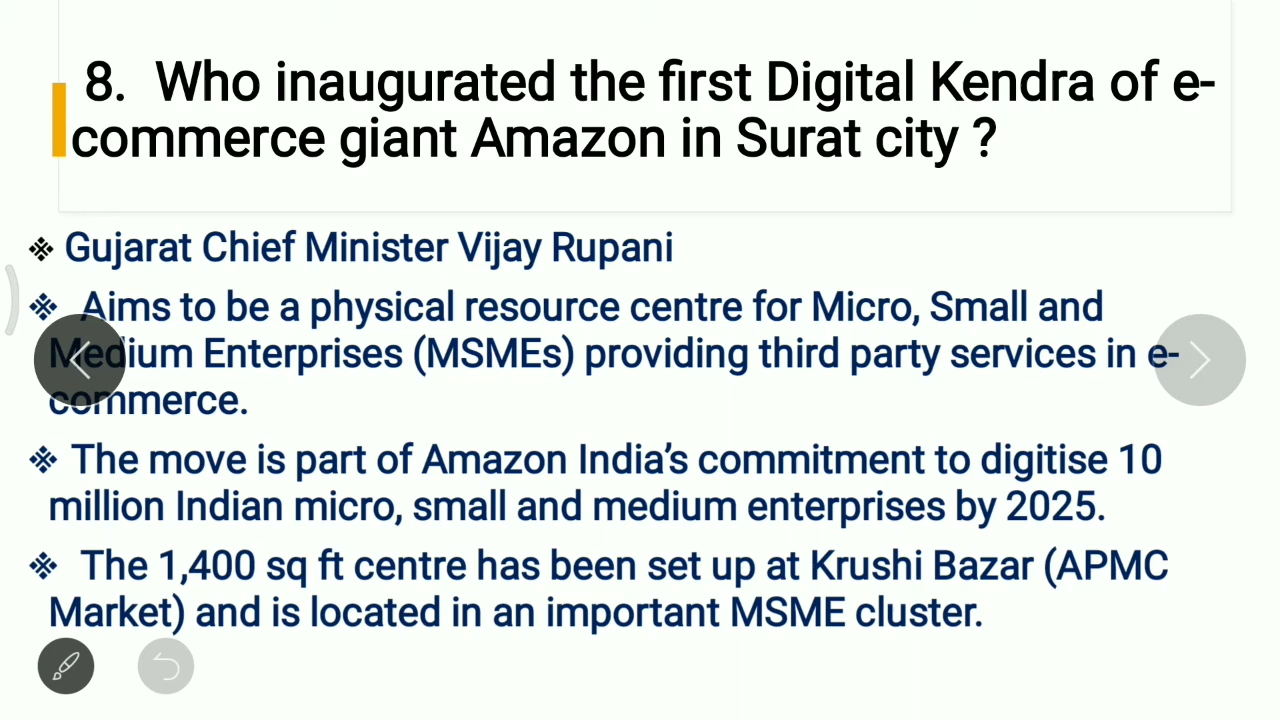 8. Who inaugurated the first Digital Kendra of e-
commerce giant Amazon in Surat city ?
❖ Gujarat Chief Minister Vijay Rupani
❖ Aims to be a physical resource centre for Micro, Small and
Medium Enterprises (MSMEs) providing third party services in e-
commerce.
❖ The move is part of Amazon India's commitment to digitise 10
million Indian micro, small and medium enterprises by 2025.
❖ The 1,400 sq ft centre has been set up at Krushi Bazar (APMC
Market) and is located in an important MSME cluster.